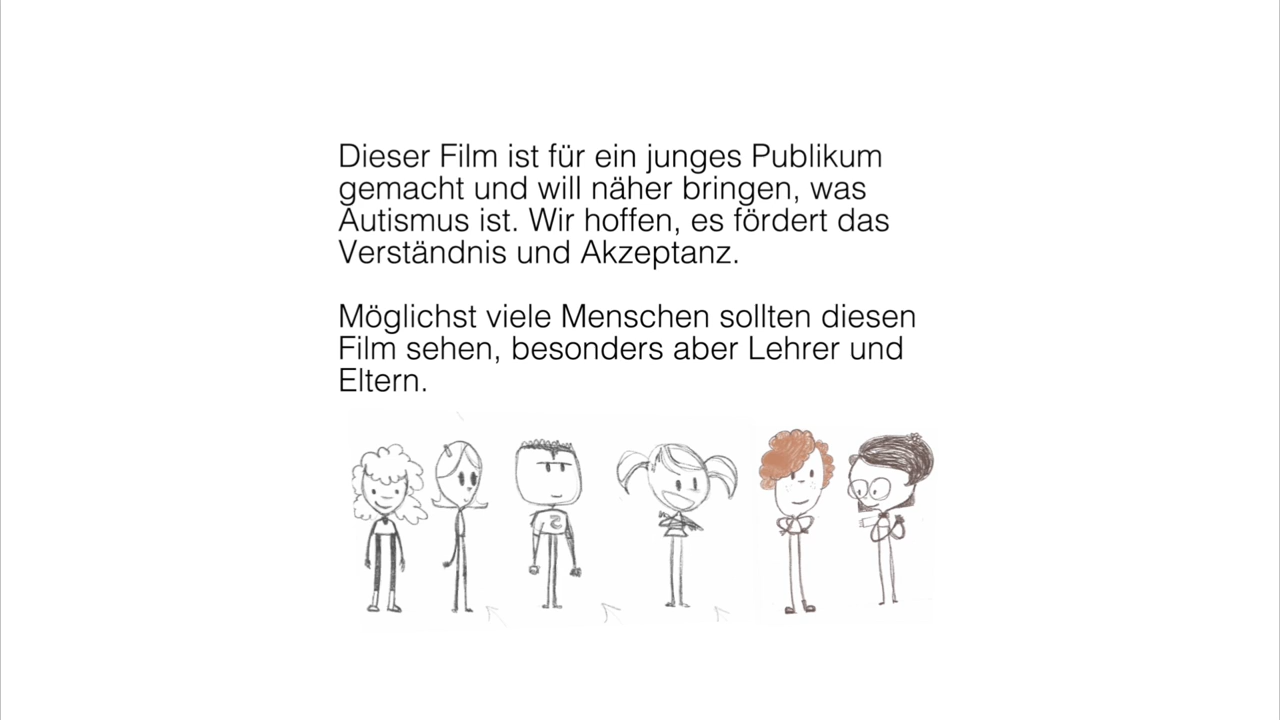 Dieser Film ist für ein junges Publikum
gemacht und will näher bringen, was
Autismus ist. Wir hoffen, es fördert das
Verständnis und Akzeptanz.
Möglichst viele Menschen sollten diesen
Film sehen, besonders aber Lehrer und
Eltern.
2